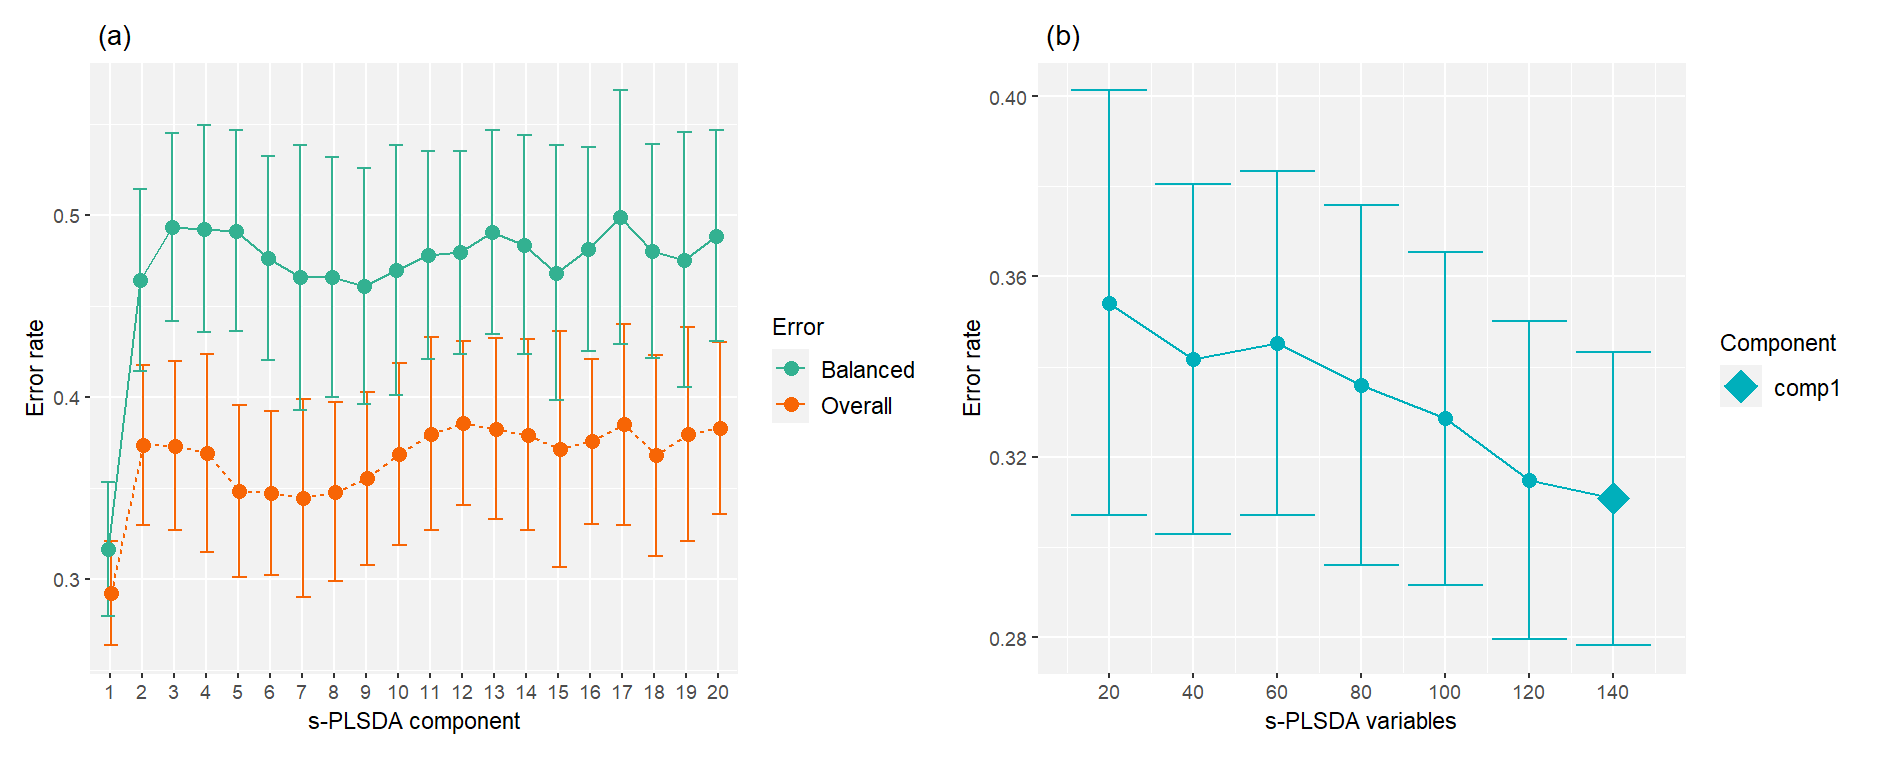 (a)
Error rate
0.5
0.4
0.3
1 2 3 4 5 6 7 8 9 10 11 12 13 14 15 16 17 18 19 20
s-PLSDA component
Error
Balanced
Overall
(b)
Error rate
0.40
0.36
0.32
0.28
20 40 60 80 100 120 140
s-PLSDA variables
Component
comp1